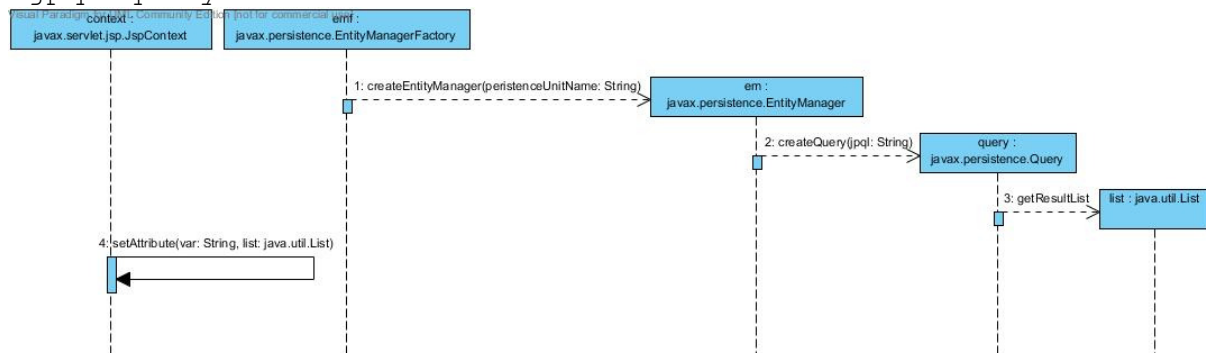 Visual Paradigm for UML Community Edition [not for commercial use]
context :
javax.servlet.jsp.JspContext
emf :
javax.persistence.EntityManagerFactory
1: createEntityManager(peristenceUnitName: String)
em :
javax.persistence.EntityManager
2: createQuery(jpql: String)
query :
javax.persistence.Query
3: getResultList
list : java.util.List
4: setAttribute(var: String, list: java.util.List)